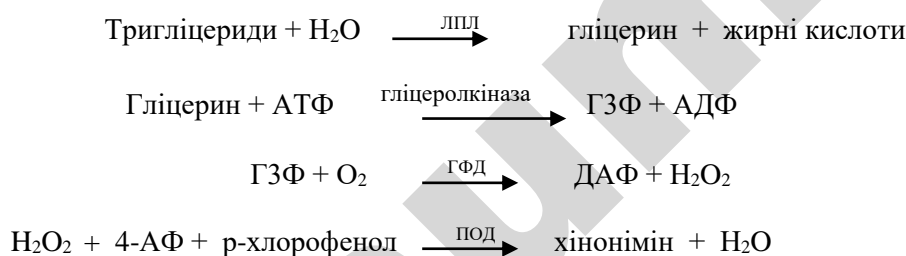 Тригліцериди + H₂O ЛПЛ гліцерин + жирні кислоти
Гліцерин + АТФ гліцеролкіназа Г3Ф + АДФ
Г3Ф + O₂ ГФД ДАФ + H₂O₂
H₂O₂ + 4-АФ + р-хлорофенол ПОД хінонімін + H₂O